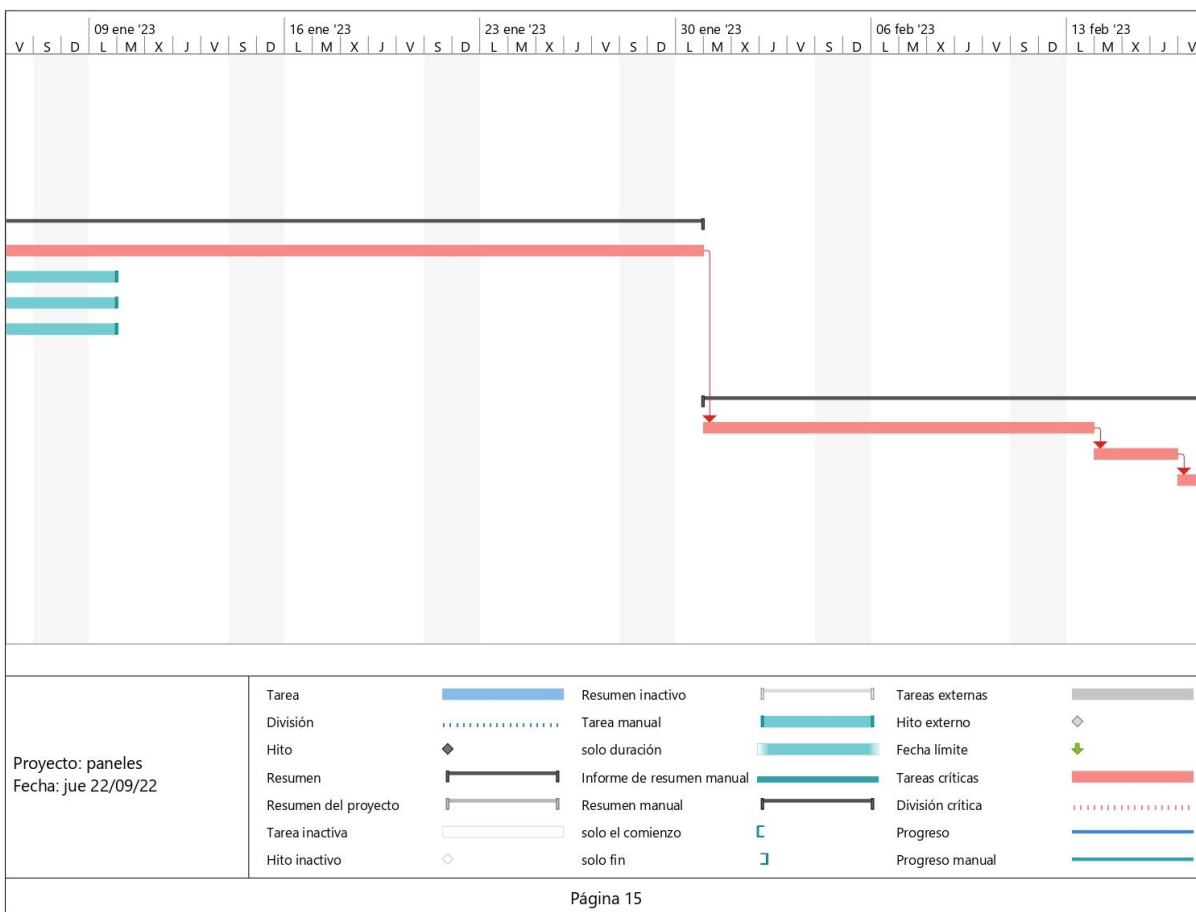 09 ene '23 16 ene '23 23 ene '23 30 ene '23 06 feb '23 13 feb '23
V S D L M X J V S D L M X J V S D L M X J V S D L M X J V S D L M X J V S D L M X J V
Proyecto: paneles
Fecha: jue 22/09/22
Tarea
División
Hito
Resumen
Resumen del proyecto
Tarea inactiva
Hito inactivo
Resumen inactivo
Tarea manual
solo duración
Informe de resumen manual
Resumen manual
solo el comienzo
solo fin
Tareas externas
Hito externo
Fecha límite
Tareas críticas
División crítica
Progreso
Progreso manual
Página 15